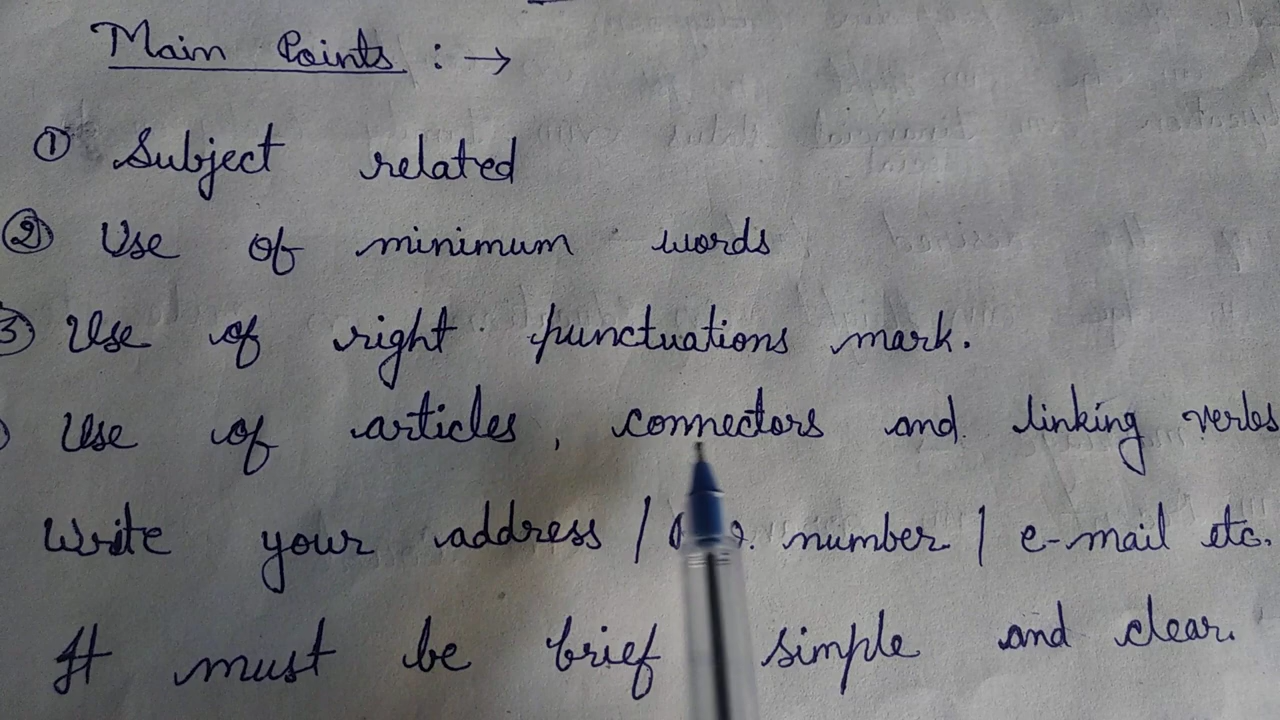 Main Points : →
① Subject related
② Use of minimum words
③ Use of right punctuations mark.
Use of articles, connectors and linking verbs
Write your address / number / e-mail etc.
It must be brief simple and clear.